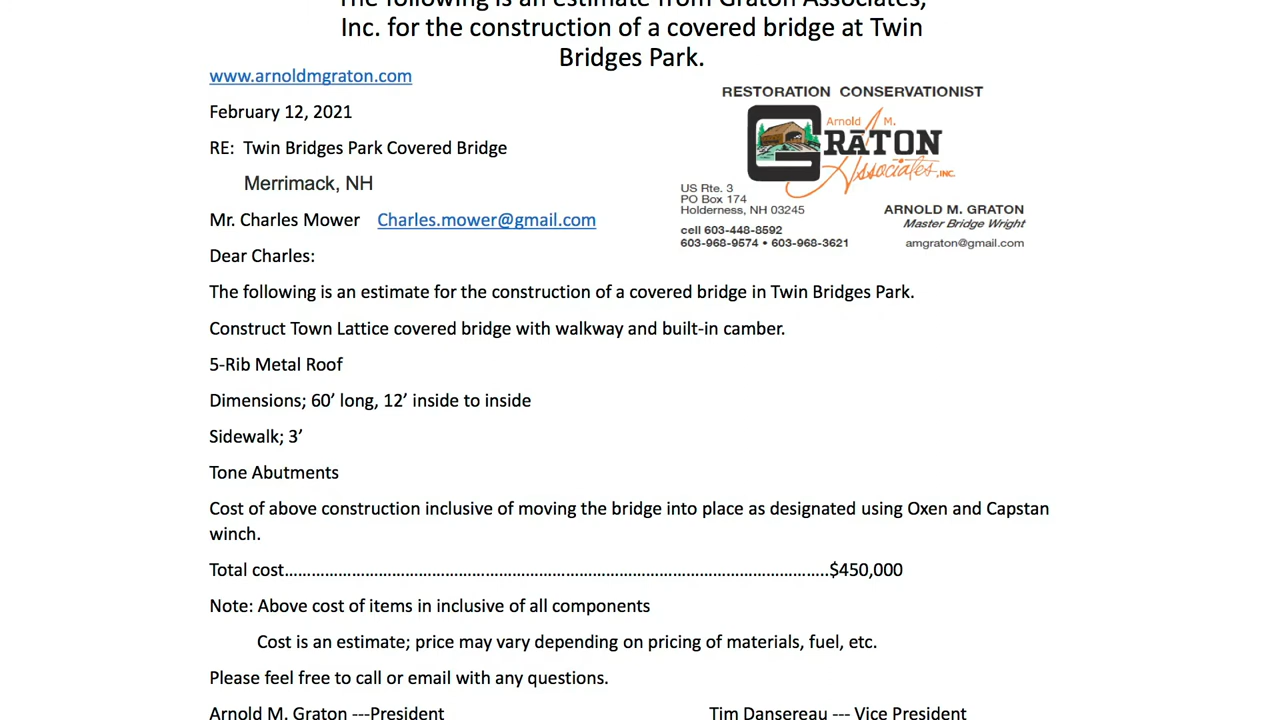 The following is an estimate from Graton Associates,
Inc. for the construction of a covered bridge at Twin
Bridges Park.
www.arnoldmgraton.com
February 12, 2021
RE: Twin Bridges Park Covered Bridge
Merrimack, NH
Mr. Charles Mower Charles.mower@gmail.com
Dear Charles:
RESTORATION CONSERVATIONIST
Arnold M.
GRATON
Associates, INC.
US Rte. 3
PO Box 174
Holderness, NH 03245
cell 603-448-8592
603-968-9574 • 603-968-3621
ARNOLD M. GRATON
Master Bridge Wright
amgraton@gmail.com
The following is an estimate for the construction of a covered bridge in Twin Bridges Park.
Construct Town Lattice covered bridge with walkway and built-in camber.
5-Rib Metal Roof
Dimensions; 60’ long, 12’ inside to inside
Sidewalk; 3’
Tone Abutments
Cost of above construction inclusive of moving the bridge into place as designated using Oxen and Capstan
winch.
Total cost……………………………………………………………………………………………………..$450,000
Note: Above cost of items in inclusive of all components
Cost is an estimate; price may vary depending on pricing of materials, fuel, etc.
Please feel free to call or email with any questions.
Arnold M. Graton ---President Tim Dansereau --- Vice President